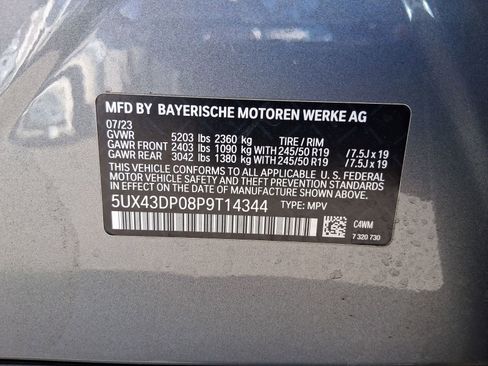 MFD BY BAYERISCHE MOTOREN WERKE AG
07/23
GVWR 5203 lbs 2360 kg TIRE / RIM
GAWR FRONT 2403 lbs 1090 kg WITH 245/50 R19 /7.5J x 19
GAWR REAR 3042 lbs 1380 kg WITH 245/50 R19 /7.5J x 19
THIS VEHICLE CONFORMS TO ALL APPLICABLE U. S. FEDERAL
MOTOR VEHICLE SAFETY AND THEFT PREVENTION STANDARDS
IN EFFECT ON THE DATE OF MANUFACTURE SHOWN
ABOVE.
5UX43DP08P9T14344 TYPE: MPV
C4WM
7 320 730